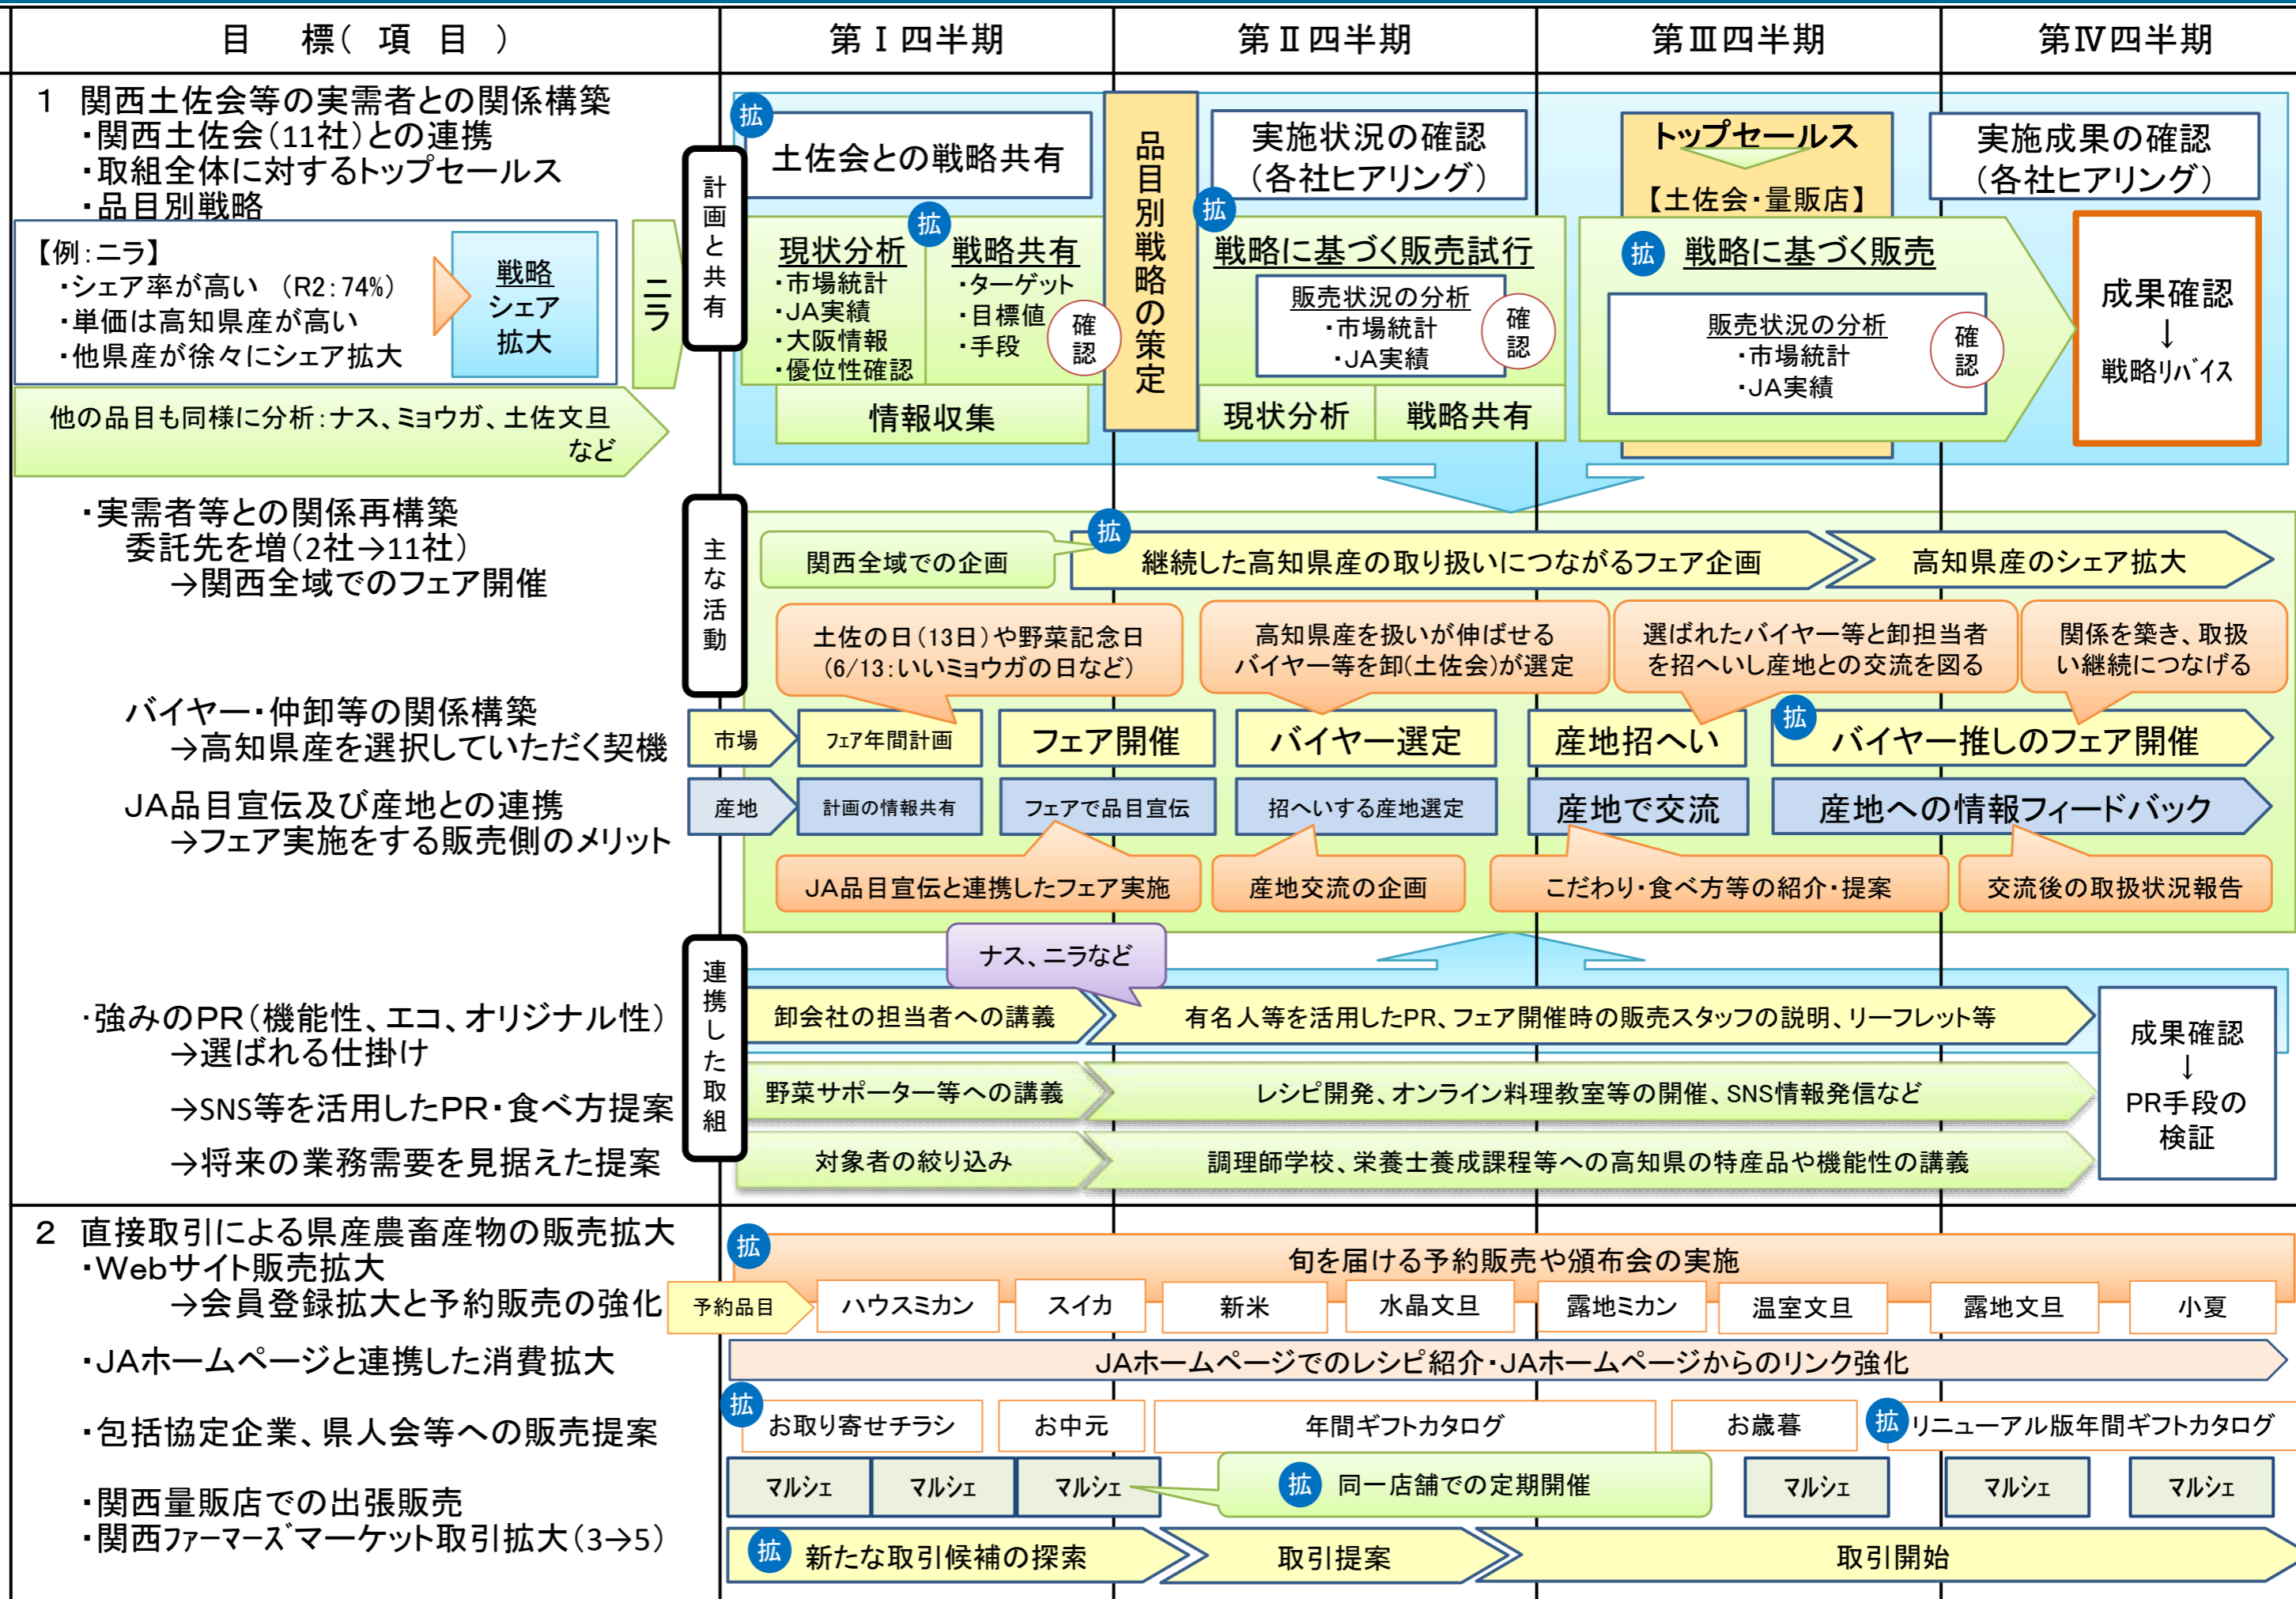 目　標(　項　目　)
第Ⅰ四半期
第Ⅱ四半期
第Ⅲ四半期
第Ⅳ四半期
1　関西土佐会等の実需者との関係構築
・関西土佐会(11社)との連携
・取組全体に対するトップセールス
・品目別戦略
【例：ニラ】
・シェア率が高い　(R2：74%)
・単価は高知県産が高い
・他県産が徐々にシェア拡大
戦略
シェア
拡大
ニラ
他の品目も同様に分析：ナス、ミョウガ、土佐文旦
など
計画と共有
拡
土佐会との戦略共有
現状分析
・市場統計
・JA実績
・大阪情報
・優位性確認
拡
戦略共有
・ターゲット
・目標値
・手段
確認
情報収集
品目別戦略の策定
実施状況の確認
(各社ヒアリング)
拡
戦略に基づく販売試行
販売状況の分析
・市場統計
・JA実績
確認
現状分析
戦略共有
トップセールス
【土佐会・量販店】
拡
戦略に基づく販売
販売状況の分析
・市場統計
・JA実績
確認
実施成果の確認
(各社ヒアリング)
成果確認
↓
戦略リバイス
・実需者等との関係再構築
委託先を増(2社→11社)
→関西全域でのフェア開催
バイヤー・仲卸等の関係構築
→高知県産を選択していただく契機
JA品目宣伝及び産地との連携
→フェア実施をする販売側のメリット
主な活動
関西全域での企画
拡
継続した高知県産の取り扱いにつながるフェア企画
高知県産のシェア拡大
土佐の日(13日)や野菜記念日
(6/13：いいミョウガの日など)
高知県産を扱いが伸ばせる
バイヤー等を卸(土佐会)が選定
選ばれたバイヤー等と卸担当者
を招へいし産地との交流を図る
関係を築き、取扱
い継続につなげる
市場
フェア年間計画
フェア開催
バイヤー選定
産地招へい
拡
バイヤー推しのフェア開催
産地
計画の情報共有
フェアで品目宣伝
招へいする産地選定
産地で交流
産地への情報フィードバック
JA品目宣伝と連携したフェア実施
産地交流の企画
こだわり・食べ方等の紹介・提案
交流後の取扱状況報告
・強みのPR(機能性、エコ、オリジナル性)
→選ばれる仕掛け
→SNS等を活用したPR・食べ方提案
→将来の業務需要を見据えた提案
連携した取組
ナス、ニラなど
卸会社の担当者への講義
有名人等を活用したPR、フェア開催時の販売スタッフの説明、リーフレット等
野菜サポーター等への講義
レシピ開発、オンライン料理教室等の開催、SNS情報発信など
対象者の絞り込み
調理師学校、栄養士養成課程等への高知県の特産品や機能性の講義
成果確認
↓
PR手段の
検証
2　直接取引による県産農畜産物の販売拡大
・Webサイト販売拡大
→会員登録拡大と予約販売の強化
・JAホームページと連携した消費拡大
・包括協定企業、県人会等への販売提案
・関西量販店での出張販売
・関西ファーマーズマーケット取引拡大(3→5)
拡
旬を届ける予約販売や頒布会の実施
予約品目
ハウスミカン
スイカ
新米
水晶文旦
露地ミカン
温室文旦
露地文旦
小夏
JAホームページでのレシピ紹介・JAホームページからのリンク強化
拡
お取り寄せチラシ
お中元
年間ギフトカタログ
お歳暮
拡
リニューアル版年間ギフトカタログ
マルシェ
マルシェ
マルシェ
拡
同一店舗での定期開催
マルシェ
マルシェ
マルシェ
拡
新たな取引候補の探索
取引提案
取引開始